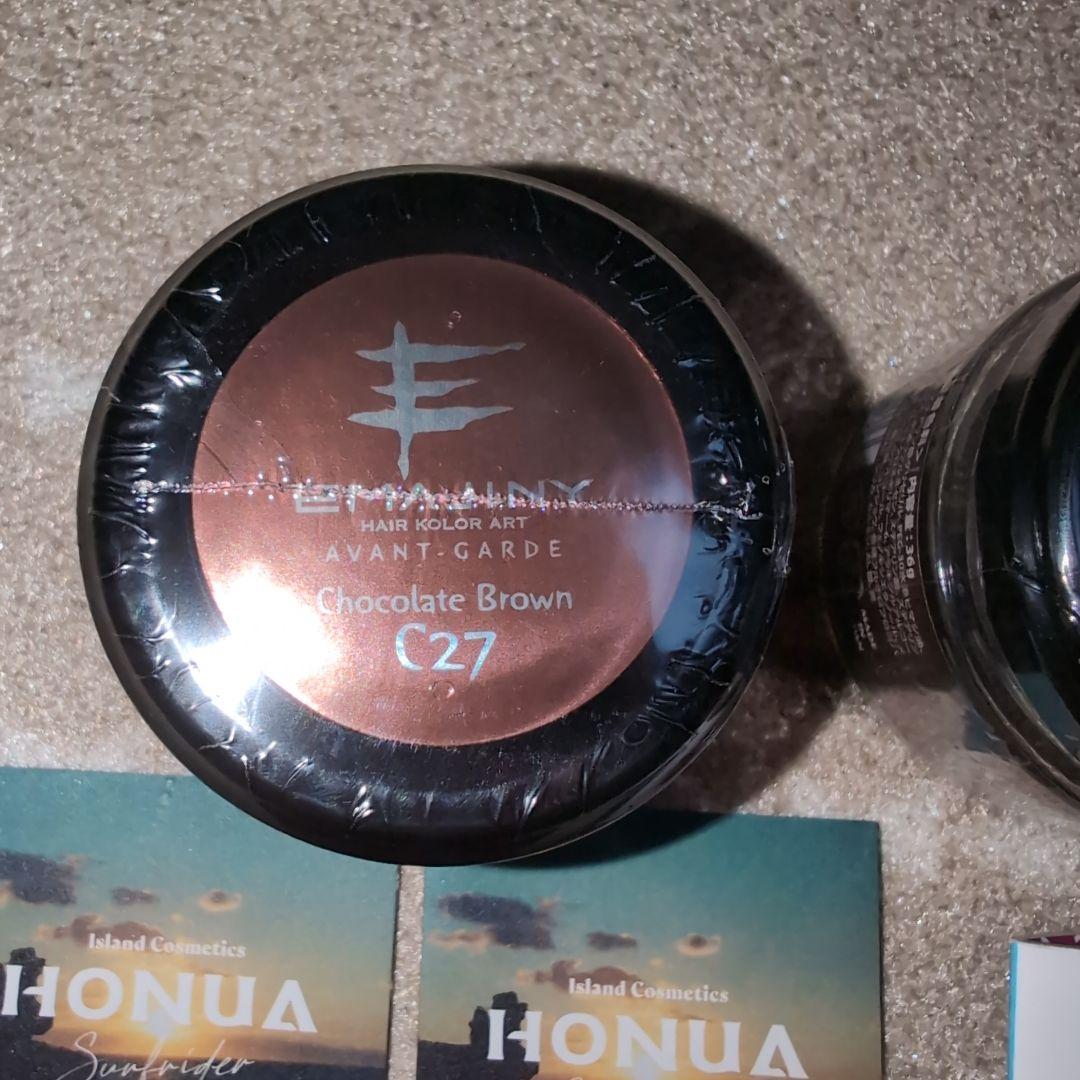 EMAJINY
HAIR KOLOR ART
AVANT-GARDE
Chocolate Brown
C27
Island Cosmetics
HONUA
Surfrider
Island Cosmetics
HONUA